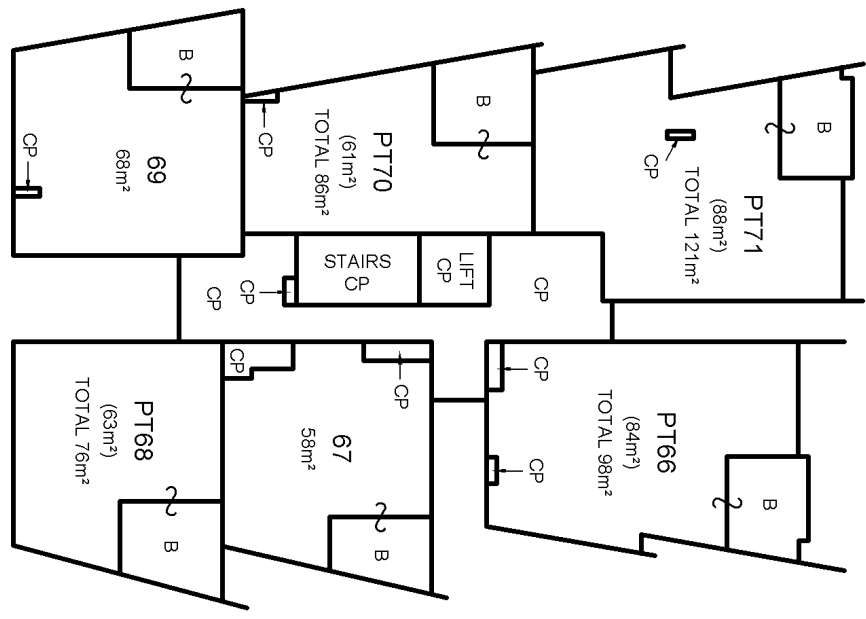 B
69
68m²
CP
CP
B
PT70
(61m²)
TOTAL 86m²
B
PT71
(88m²)
TOTAL 121m²
CP
STAIRS
CP
LIFT
CP
CP
CP
CP
PT68
(63m²)
TOTAL 76m²
B
CP
CP
67
58m²
B
CP
CP
PT66
(84m²)
TOTAL 98m²
B